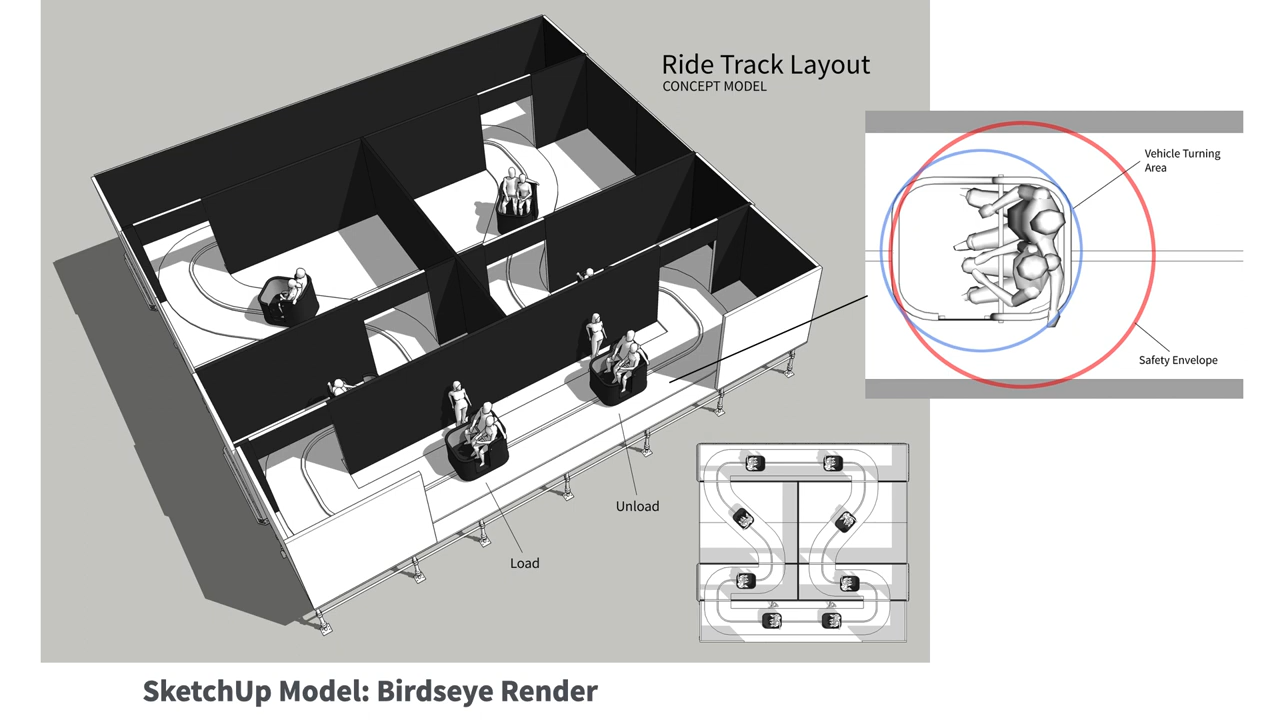 Ride Track Layout
CONCEPT MODEL
Vehicle Turning
Area
Safety Envelope
Unload
Load
SketchUp Model: Birdseye Render